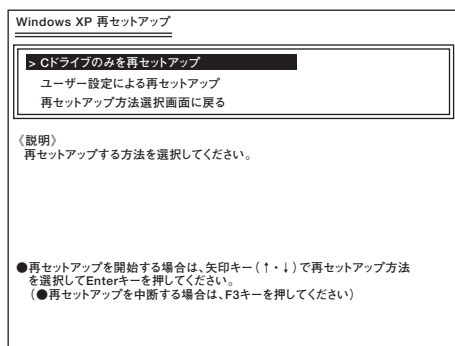 Windows XP 再セットアップ
> Cドライブのみを再セットアップ
ユーザー設定による再セットアップ
再セットアップ方法選択画面に戻る
《説明》
再セットアップする方法を選択してください。
●再セットアップを開始する場合は、矢印キー(↑・↓)で再セットアップ方法
を選択してEnterキーを押してください。
(●再セットアップを中断する場合は、F3キーを押してください)